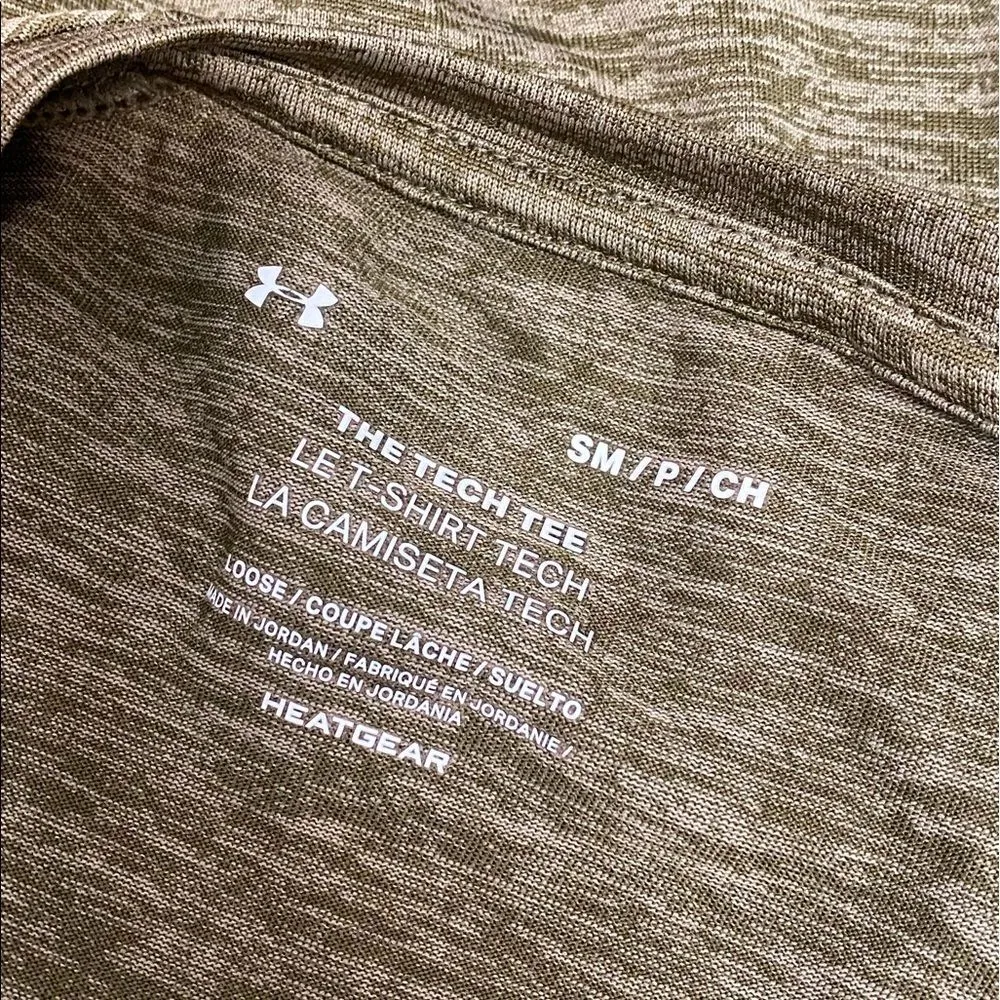 SM/P/CH
THE TECH TEE
LE T-SHIRT TECH
LA CAMISETA TECH
LOOSE / COUPE LÂCHE / SUELTO
MADE IN JORDAN / FABRIQUÉ EN JORDANIE /
HECHO EN JORDANIA
HEATGEAR